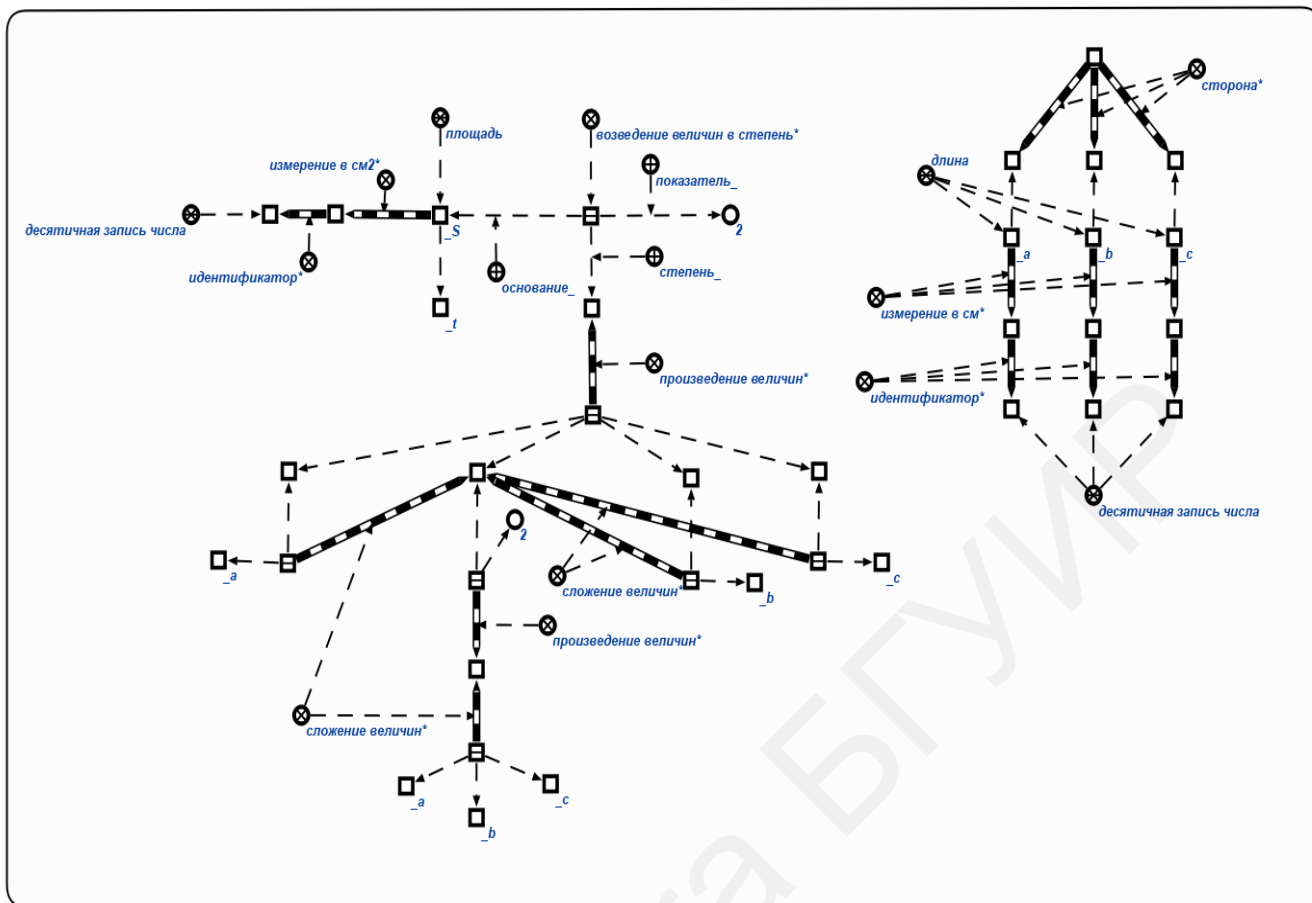 сторона*
площадь
возведение величин в степень*
измерение в см2*
длина
показатель_
десятичная запись числа
_S
2
идентификатор*
основание_
степень_
_a
_b
_c
измерение в см*
_t
произведение величин*
идентификатор*
десятичная запись числа
2
_a
сложение величин*
_b
_c
произведение величин*
сложение величин*
_a
_b
_c
та БГУИР